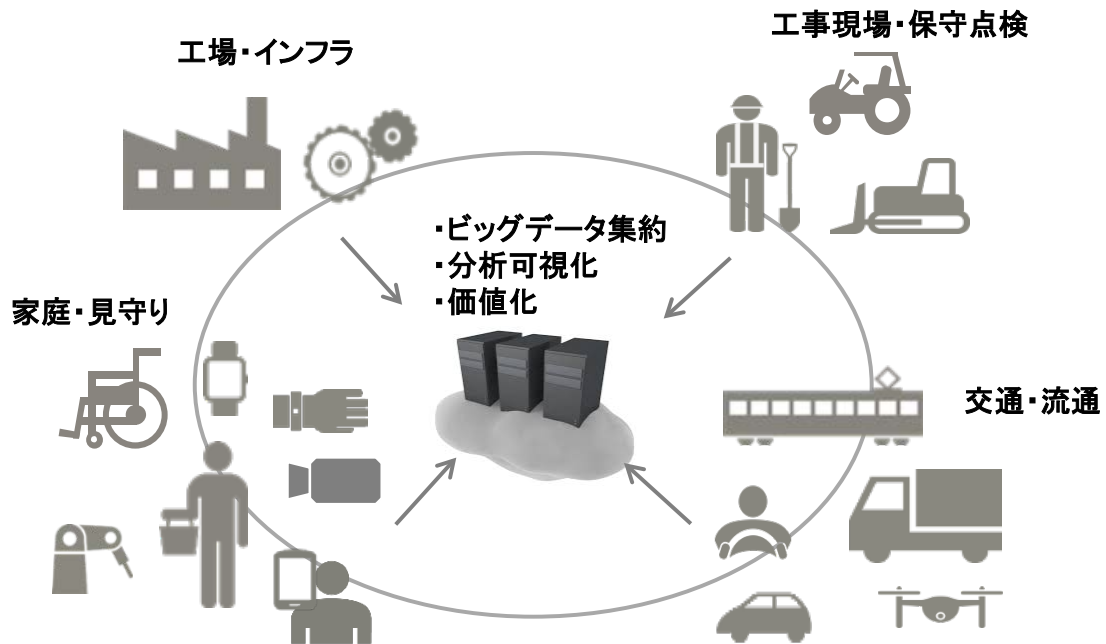 工事現場・保守点検
工場・インフラ
・ビッグデータ集約
・分析可視化
・価値化
家庭・見守り
交通・流通